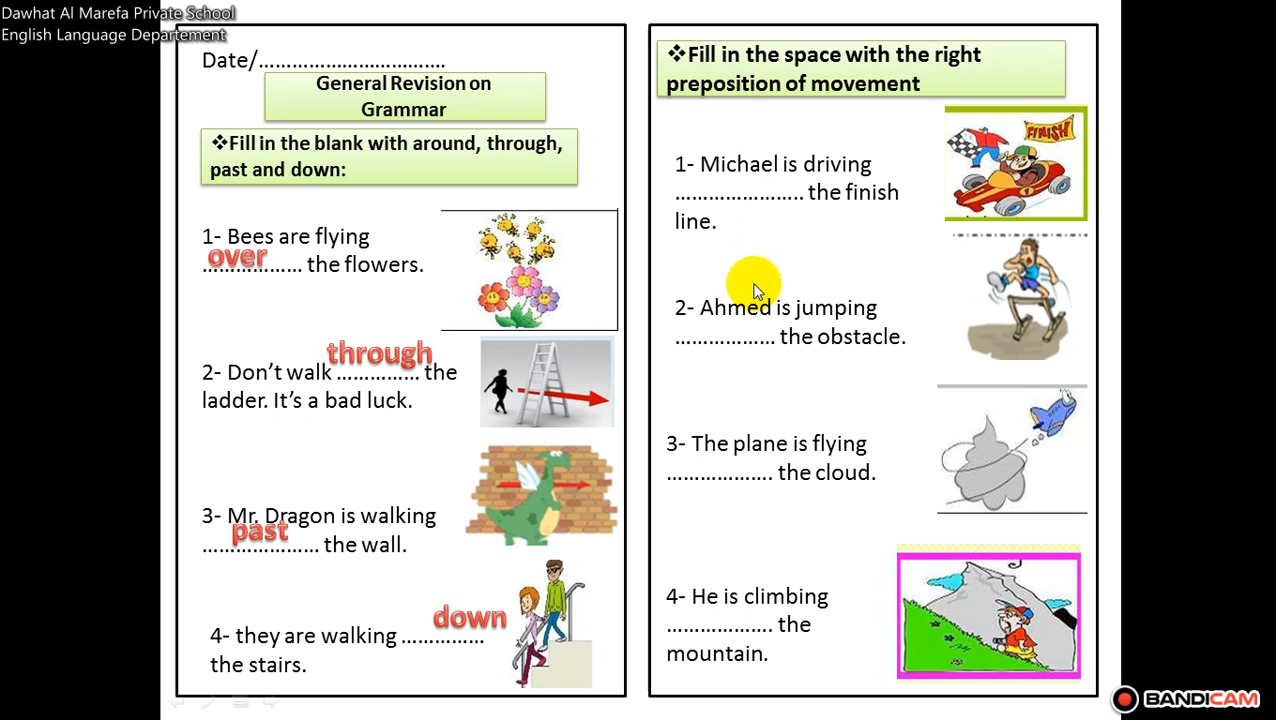 Dawhat Al Marefa Private School
English Language Departement
Date/……………………………
General Revision on
Grammar
❖Fill in the blank with around, through,
past and down:
1- Bees are flying
over
……………… the flowers.
through
2- Don’t walk …………… the
ladder. It’s a bad luck.
3- Mr. Dragon is walking
past
………………… the wall.
down
4- they are walking ……………
the stairs.
❖Fill in the space with the right
preposition of movement
FINISH
1- Michael is driving
………………….. the finish
line.
2- Ahmed is jumping
……………… the obstacle.
3- The plane is flying
………………. the cloud.
4- He is climbing
………………. the
mountain.
BANDICAM